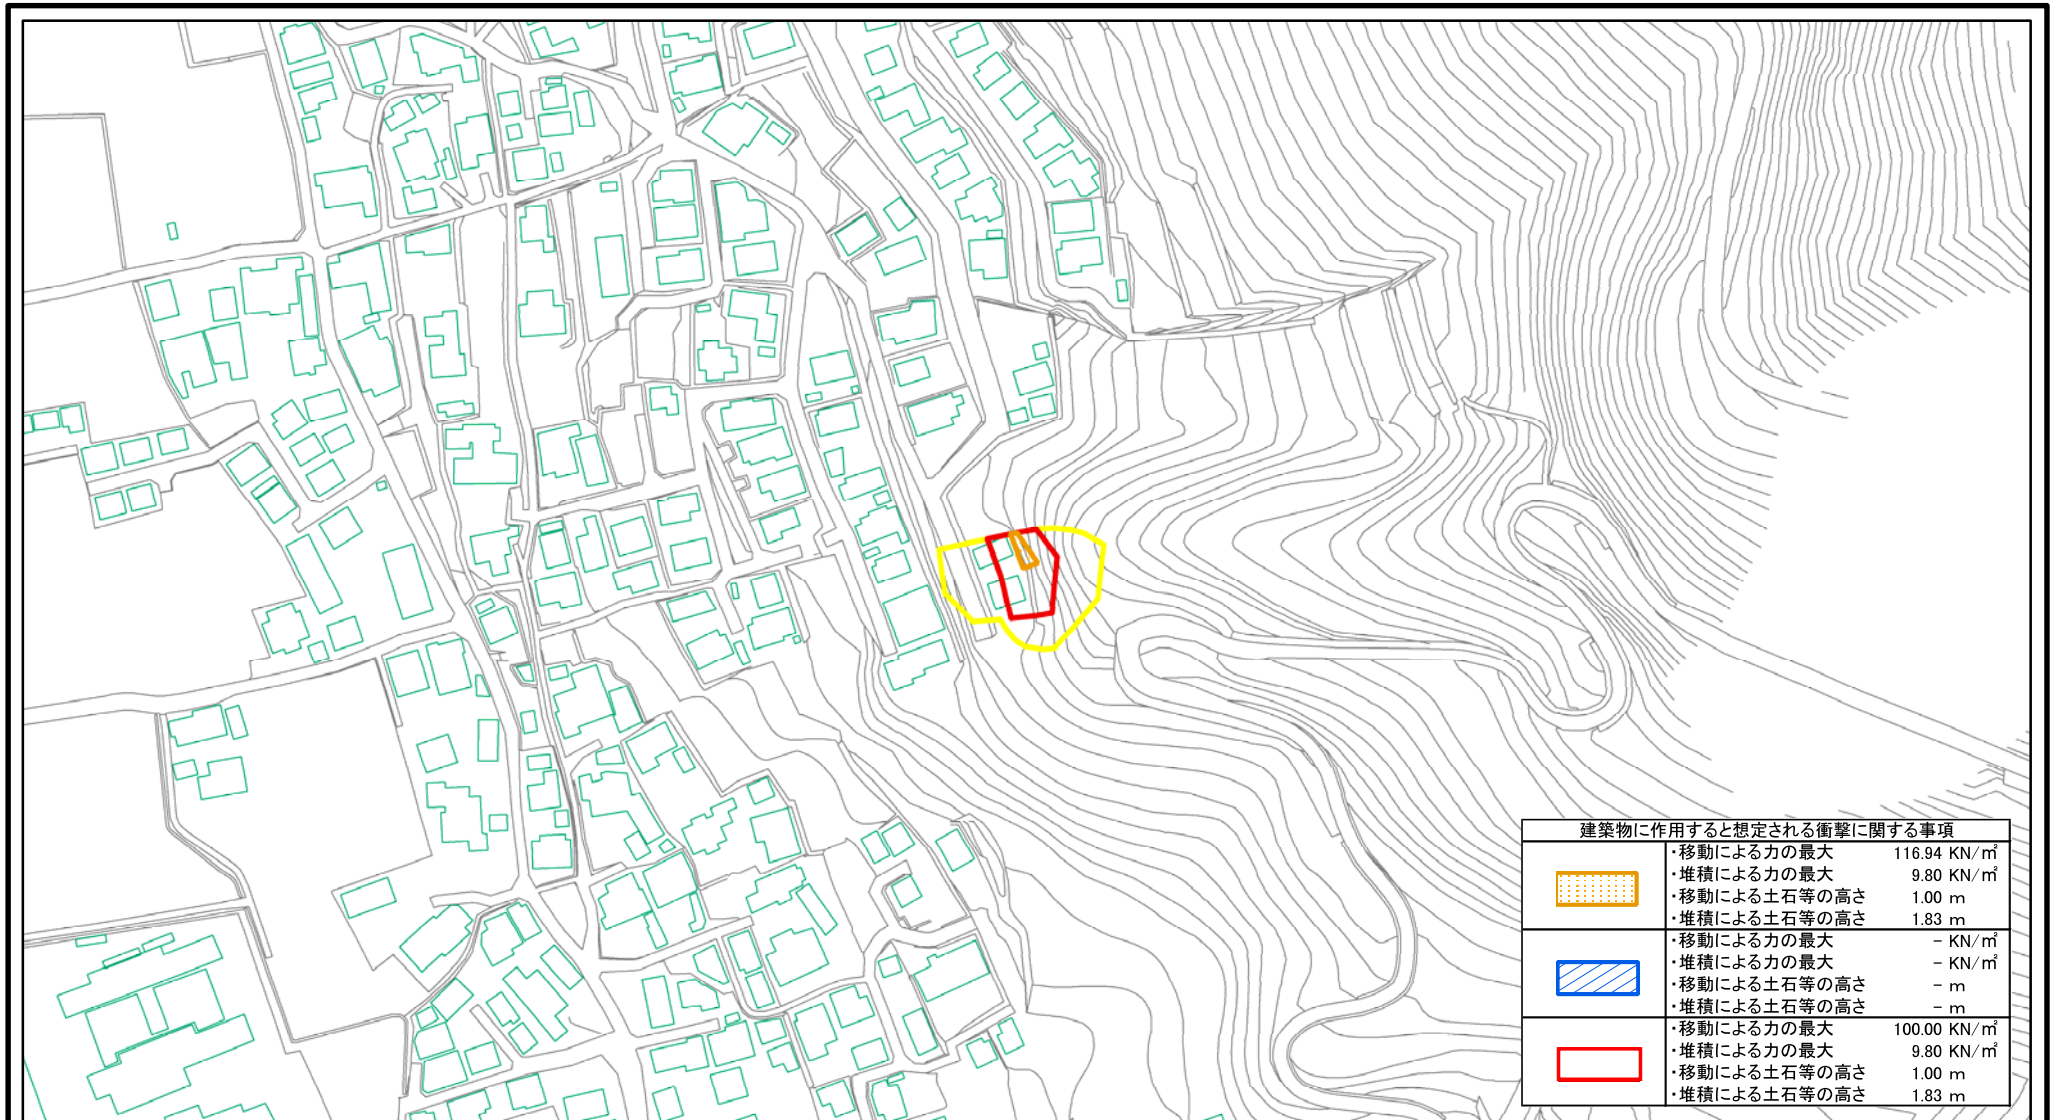 建築物に作用すると想定される衝撃に関する事項
・移動による力の最大 116.94 KN/㎡
・堆積による力の最大 9.80 KN/㎡
・移動による土石等の高さ 1.00 m
・堆積による土石等の高さ 1.83 m
・移動による力の最大 - KN/㎡
・堆積による力の最大 - KN/㎡
・移動による土石等の高さ - m
・堆積による土石等の高さ - m
・移動による力の最大 100.00 KN/㎡
・堆積による力の最大 9.80 KN/㎡
・移動による土石等の高さ 1.00 m
・堆積による土石等の高さ 1.83 m